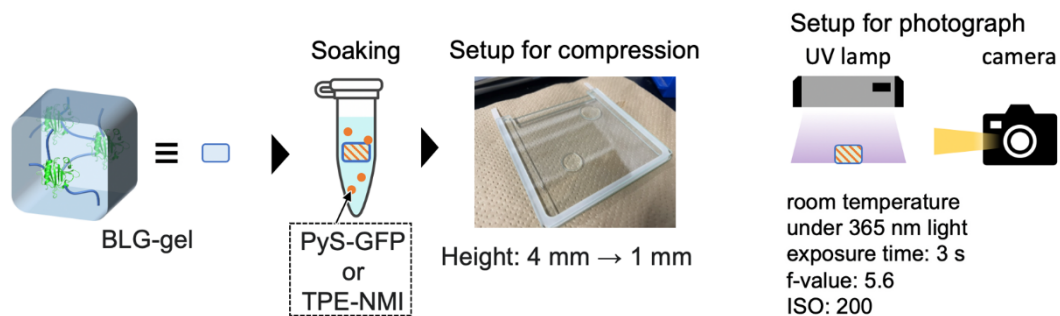 Soaking
Setup for compression
Setup for photograph
UV lamp
camera
BLG-gel
PyS-GFP
or
TPE-NMI
Height: 4 mm → 1 mm
room temperature
under 365 nm light
exposure time: 3 s
f-value: 5.6
ISO: 200